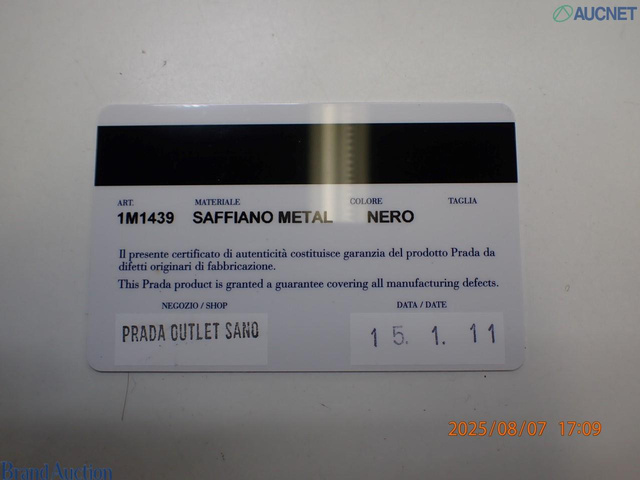 AUCNET
ART. MATERIALE COLORE TAGLIA
1M1439 SAFFIANO METAL NERO
Il presente certificato di autenticità costituisce garanzia del prodotto Prada da
difetti originari di fabbricazione.
This Prada product is granted a guarantee covering all manufacturing defects.
NEGOZIO / SHOP DATA / DATE
PRADA OUTLET SANO 15. 1. 11
2025/08/07 17:09
Brand Auction